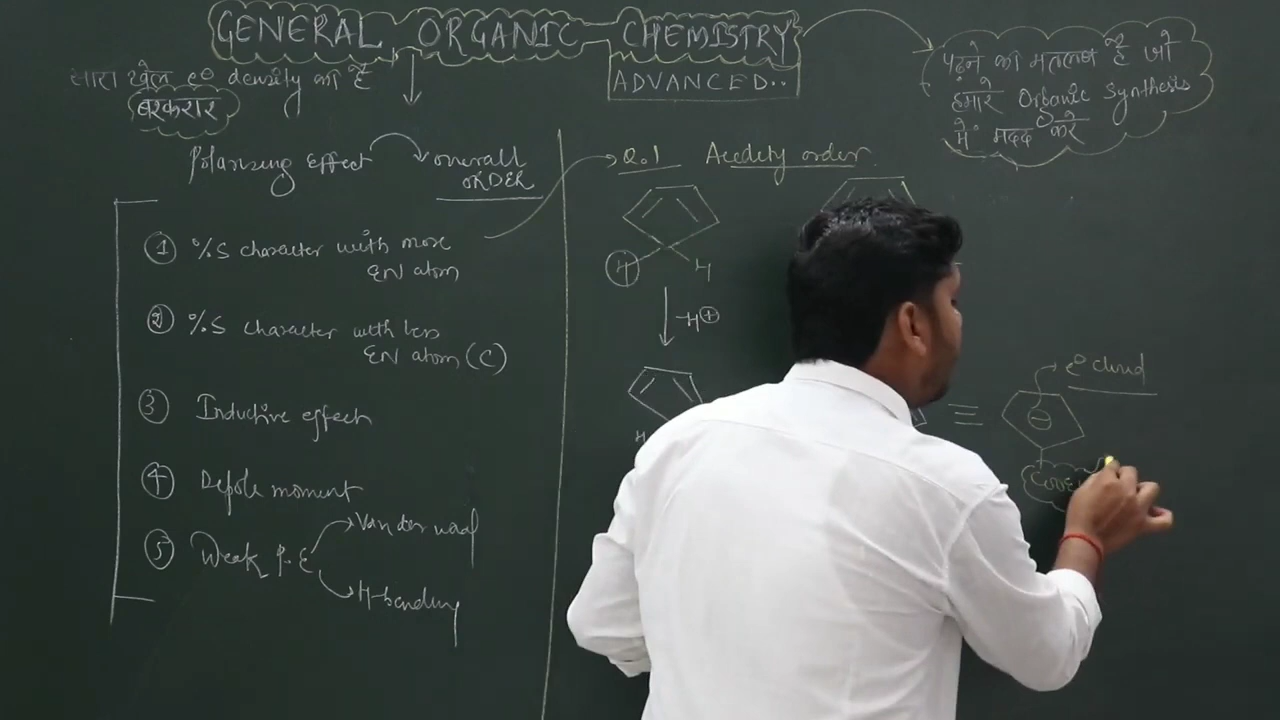 GENERAL ORGANIC CHEMISTRY
ADVANCED..
सारा खेल e⊖ density का है
बरकरार
पढ़ने का मतलब है जो
हमारे Organic Synthesis
में मदद करे
Polarising Effect
overall
ORDER
① %S character with more
EN atom
② %S character with less
EN atom (C)
③ Inductive effect
④ Dipole moment
⑤ Weak P.E
Van der waal
H-bonding
Q.1 Acidity order
H H
-H⊕
H
≡
⊖
e⊖ cloud